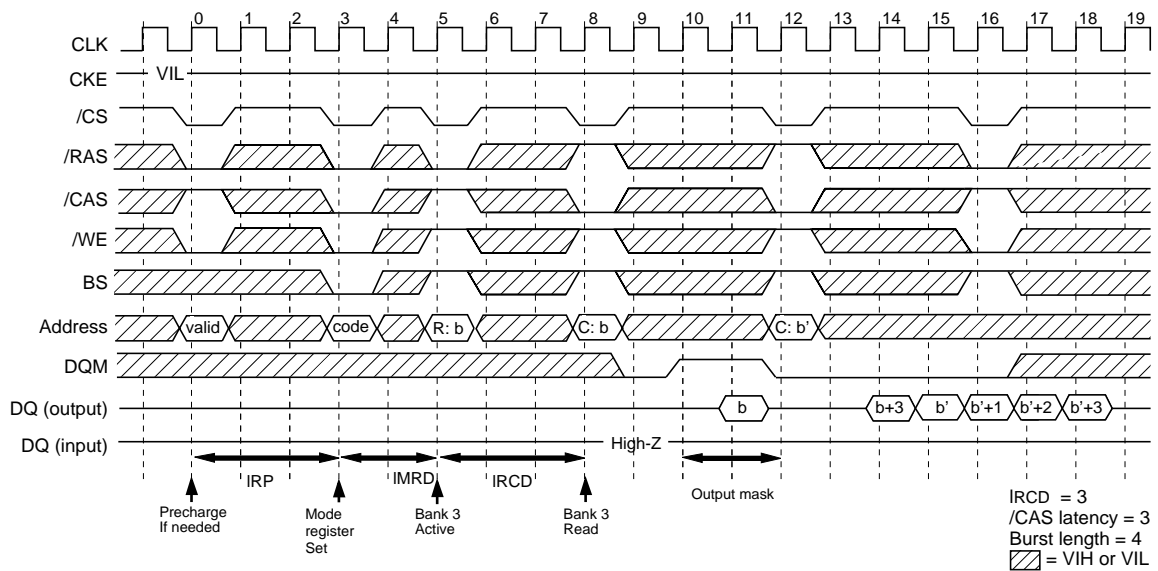 0 1 2 3 4 5 6 7 8 9 10 11 12 13 14 15 16 17 18 19
CLK
CKE VIL
/CS
/RAS
/CAS
/WE
BS
Address valid code R: b C: b C: b’
DQM
DQ (output) b b+3 b’ b’+1 b’+2 b’+3
DQ (input) High-Z
lRP lMRD lRCD Output mask
Precharge
If needed
Mode
register
Set
Bank 3
Active
Bank 3
Read
lRCD = 3
/CAS latency = 3
Burst length = 4
= VIH or VIL